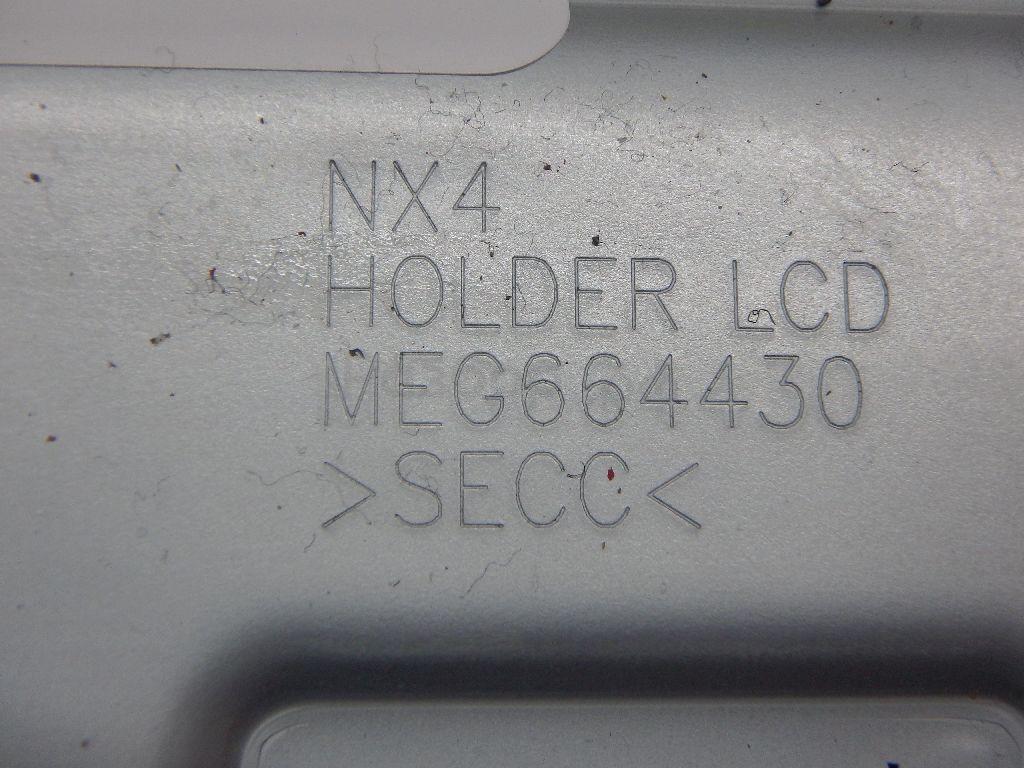 NX4
HOLDER LCD
MEG664430
>SECC<